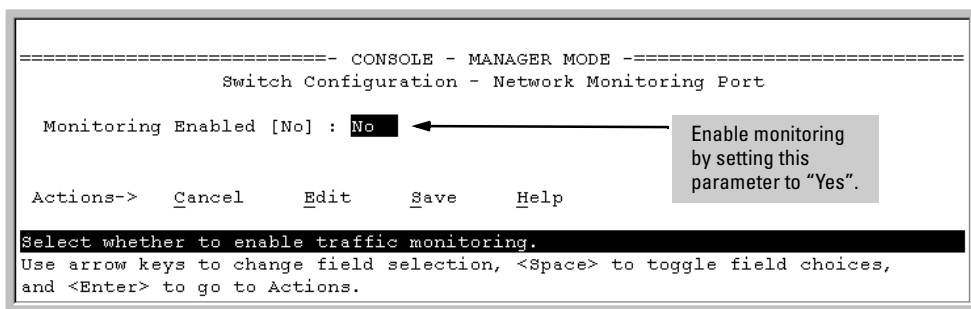 ==========================- CONSOLE - MANAGER MODE -============================
Switch Configuration - Network Monitoring Port
Monitoring Enabled [No] : No
Enable monitoring
by setting this
parameter to “Yes”.
Actions-> Cancel Edit Save Help
Select whether to enable traffic monitoring.
Use arrow keys to change field selection, <Space> to toggle field choices,
and <Enter> to go to Actions.